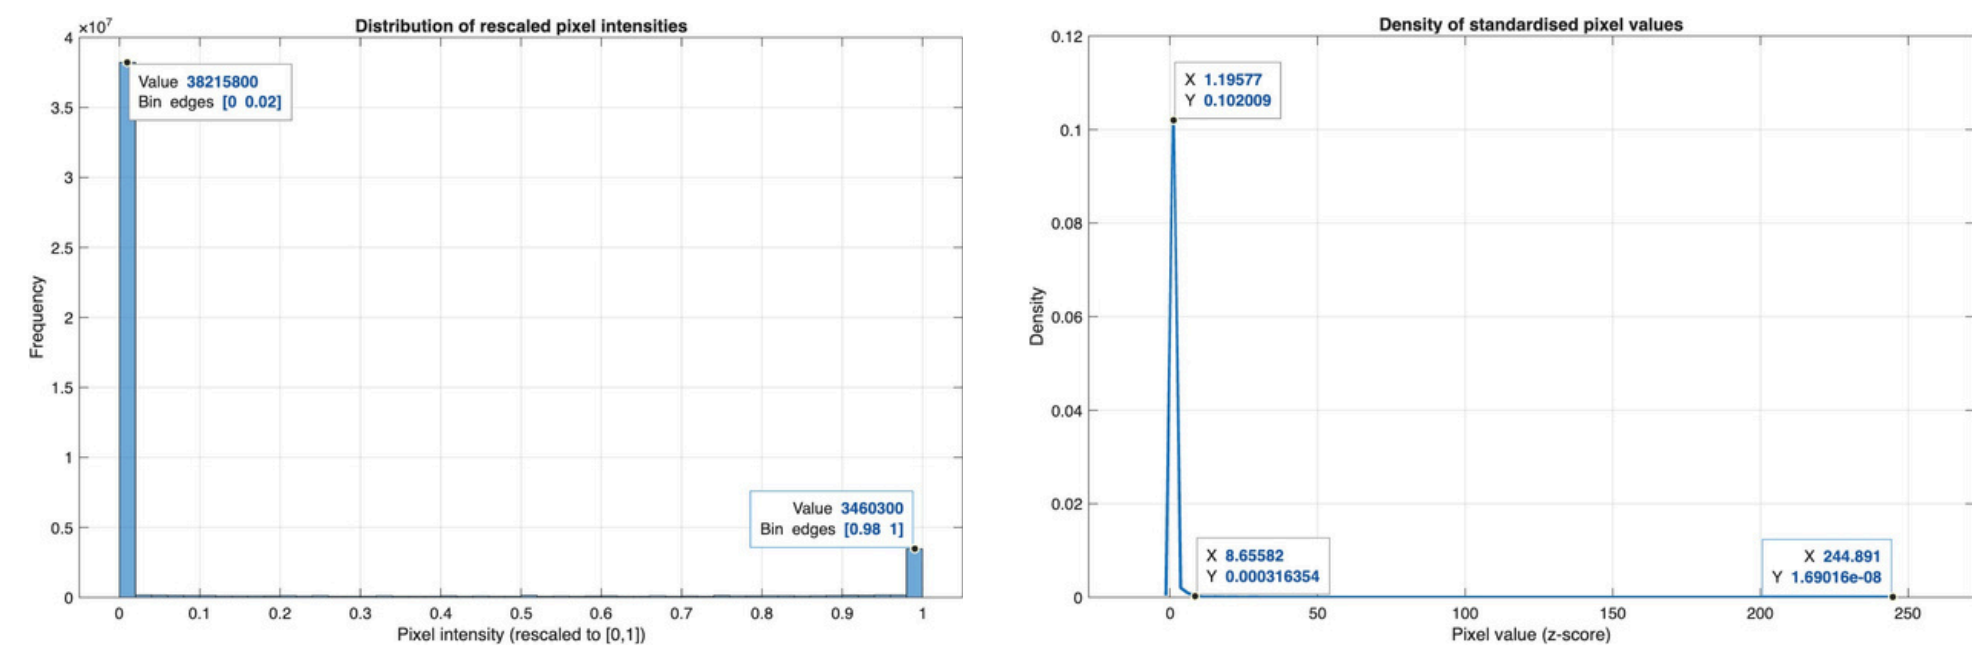 Distribution of rescaled pixel intensities
×10⁷
4
3.5
3
2.5
2
1.5
1
0.5
0
Frequency
Value 38215800
Bin edges [0 0.02]
Value 3460300
Bin edges [0.98 1]
0 0.1 0.2 0.3 0.4 0.5 0.6 0.7 0.8 0.9 1
Pixel intensity (rescaled to [0,1])
Density of standardised pixel values
0.12
0.1
0.08
0.06
0.04
0.02
0
Density
X 1.19577
Y 0.102009
X 8.65582
Y 0.000316354
X 244.891
Y 1.69016e-08
0 50 100 150 200 250
Pixel value (z-score)